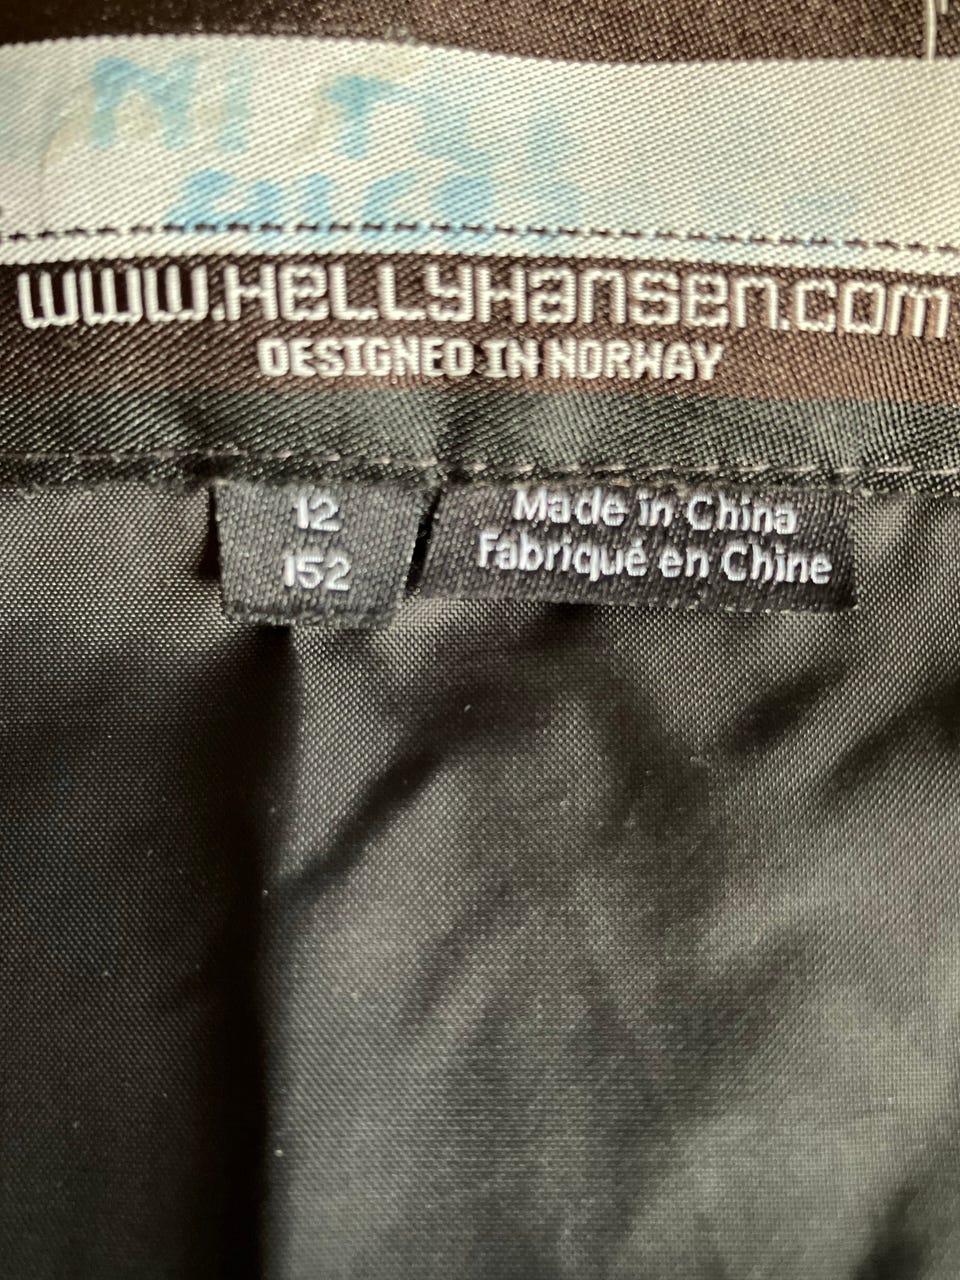 www.HELLYHansen.com
DESIGNED IN NORWAY
12
152
Made in China
Fabriqué en Chine